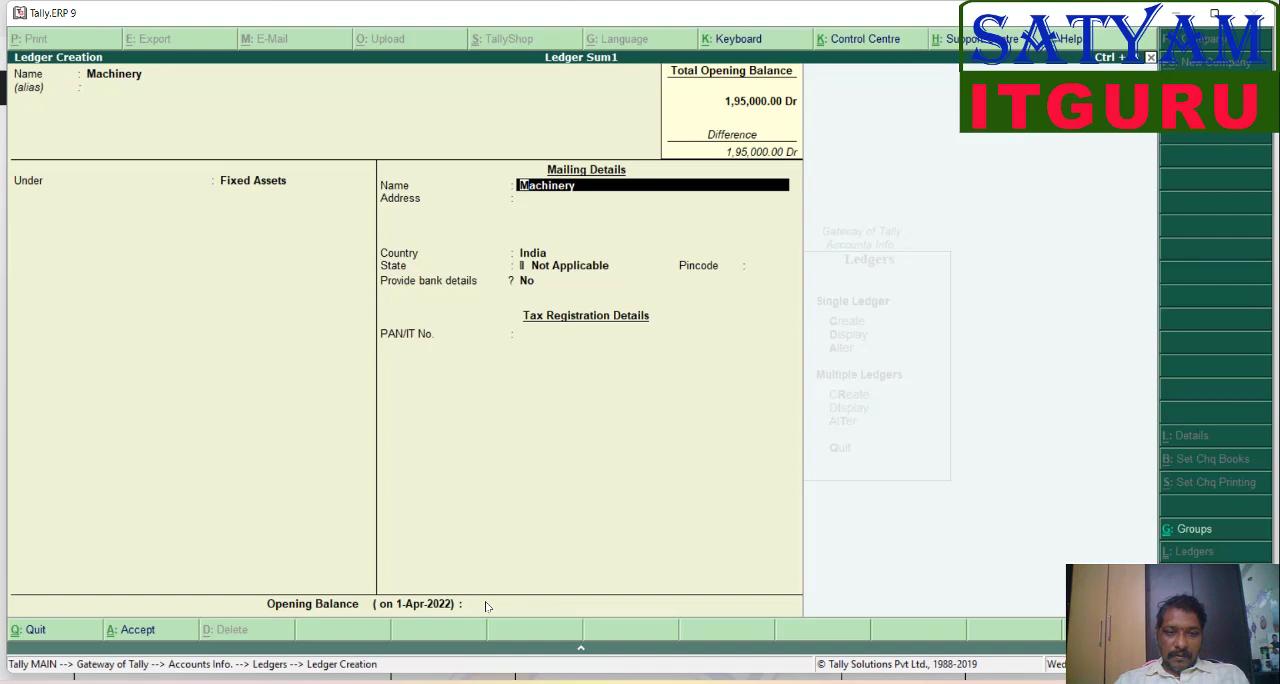 Tally.ERP 9
P: Print E: Export M: E-Mail O: Upload S: TallyShop G: Language K: Keyboard K: Control Centre H: Support Centre Help
SATYAM
ITGURU
Ledger Creation Ledger Sum1 Ctrl +
Name : Machinery
(alias) :
Total Opening Balance
1,95,000.00 Dr
Difference
1,95,000.00 Dr
Under : Fixed Assets
Mailing Details
Name : Machinery
Address :
Country : India
State : Not Applicable Pincode :
Provide bank details ? No
Tax Registration Details
PAN/IT No. :
Opening Balance ( on 1-Apr-2022) :
Gateway of Tally
Accounts Info.
Ledgers
Single Ledger
Create
Display
Alter
Multiple Ledgers
CReate
DIsplay
AlTer
Quit
L: Details
B: Set Chq Books
S: Set Chq Printing
G: Groups
L: Ledgers
Q: Quit A: Accept D: Delete
Tally MAIN --> Gateway of Tally --> Accounts Info. --> Ledgers --> Ledger Creation © Tally Solutions Pvt Ltd., 1988-2019 Wed